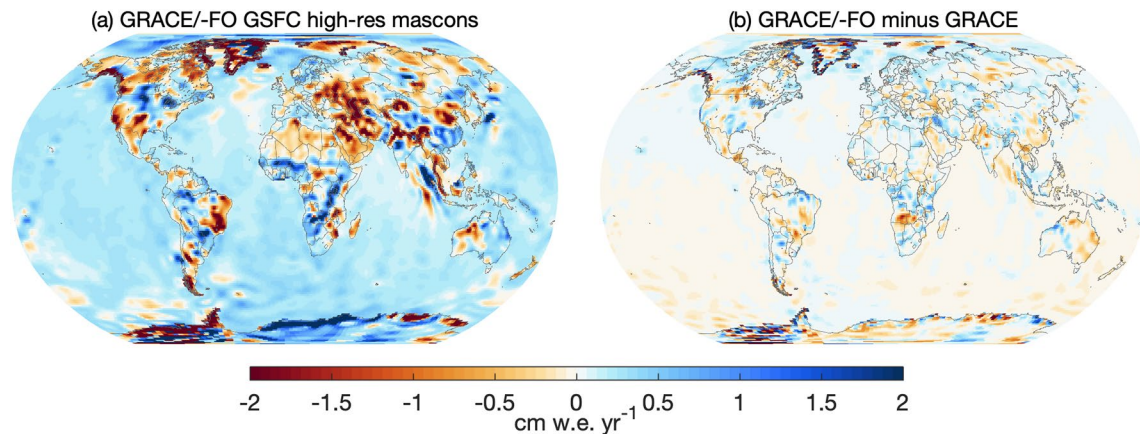 (a) GRACE/-FO GSFC high-res mascons
(b) GRACE/-FO minus GRACE
-2 -1.5 -1 -0.5 0 0.5 1 1.5 2
cm w.e. yr⁻¹